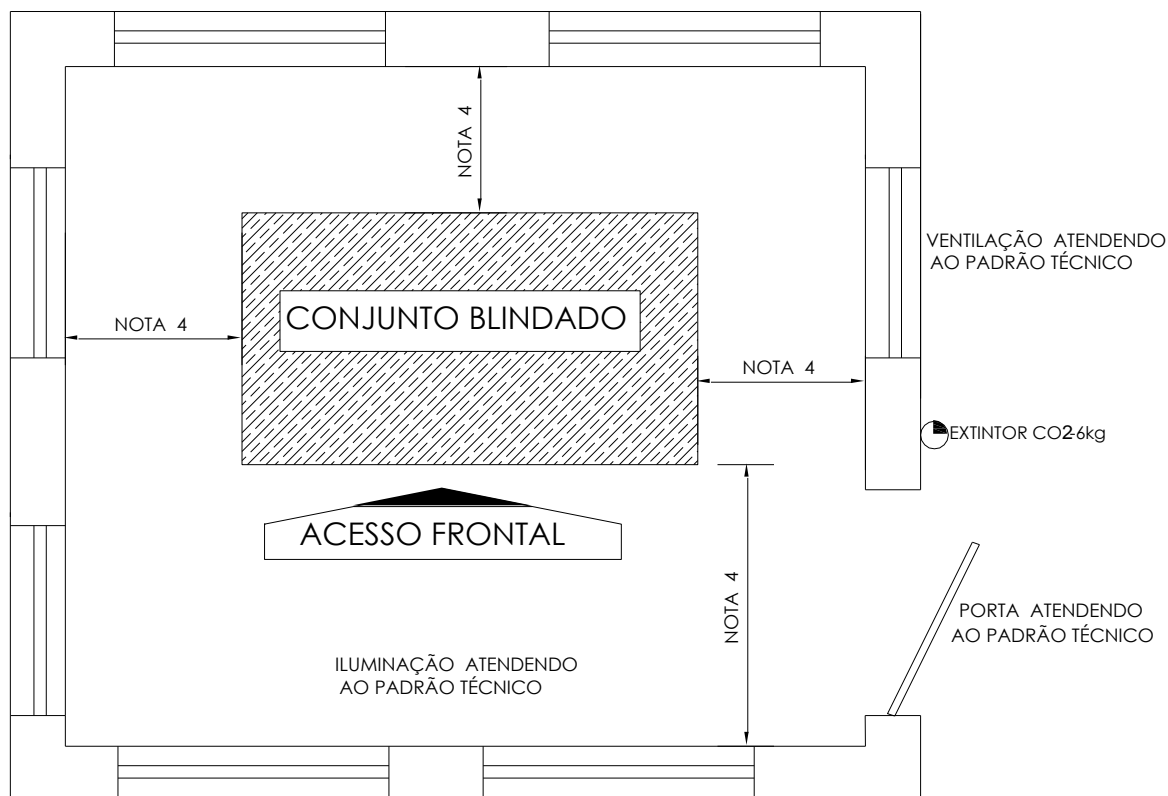 NOTA 4
VENTILAÇÃO ATENDENDO
AO PADRÃO TÉCNICO
CONJUNTO BLINDADO
NOTA 4
NOTA 4
EXTINTOR CO2-6kg
ACESSO FRONTAL
NOTA 4
PORTA ATENDENDO
AO PADRÃO TÉCNICO
ILUMINAÇÃO ATENDENDO
AO PADRÃO TÉCNICO